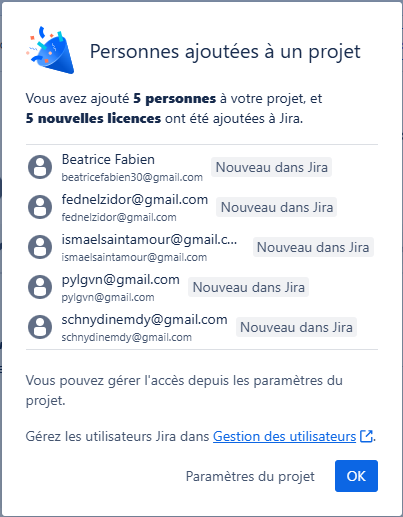 Personnes ajoutées à un projet
Vous avez ajouté 5 personnes à votre projet, et
5 nouvelles licences ont été ajoutées à Jira.
Beatrice Fabien
beatricefabien30@gmail.com
Nouveau dans Jira
fednelzidor@gmail.com
fednelzidor@gmail.com
Nouveau dans Jira
ismaelsaintamour@gmail.c...
ismaelsaintamour@gmail.com
Nouveau dans Jira
pylgvn@gmail.com
pylgvn@gmail.com
Nouveau dans Jira
schnydinemdy@gmail.com
schnydinemdy@gmail.com
Nouveau dans Jira
Vous pouvez gérer l'accès depuis les paramètres du
projet.
Gérez les utilisateurs Jira dans Gestion des utilisateurs.
Paramètres du projet OK